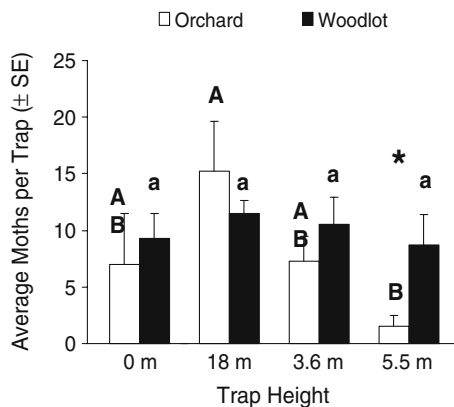 Orchard Woodlot
Average Moths per Trap (± SE)
25
20
15
10
5
0
A
B
a
A
a
A
B
a
*
B
a
0 m 18 m 3.6 m 5.5 m
Trap Height